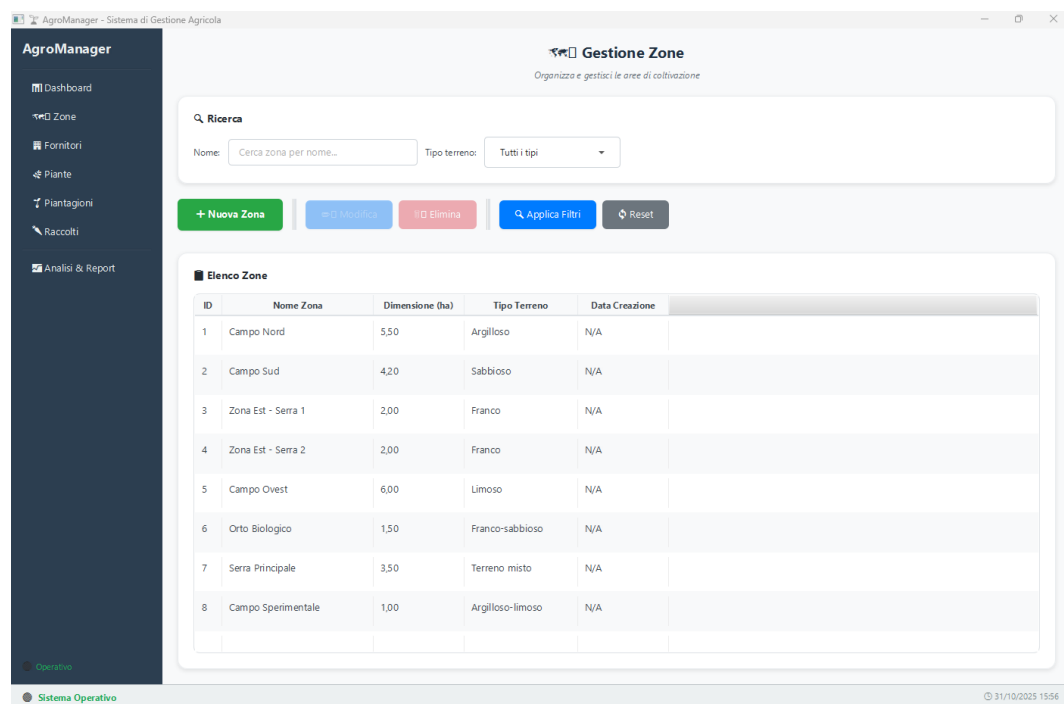 AgroManager - Sistema di Gestione Agricola
AgroManager
Dashboard
Zone
Fornitori
Piante
Piantagioni
Raccolti
Analisi & Report
Operativo
Gestione Zone
Organizza e gestisci le aree di coltivazione
Ricerca
Nome: Cerca zona per nome... Tipo terreno: Tutti i tipi
+ Nuova Zona Modifica Elimina Applica Filtri Reset
Elenco Zone
ID Nome Zona Dimensione (ha) Tipo Terreno Data Creazione
1 Campo Nord 5,50 Argilloso N/A
2 Campo Sud 4,20 Sabbioso N/A
3 Zona Est - Serra 1 2,00 Franco N/A
4 Zona Est - Serra 2 2,00 Franco N/A
5 Campo Ovest 6,00 Limoso N/A
6 Orto Biologico 1,50 Franco-sabbioso N/A
7 Serra Principale 3,50 Terreno misto N/A
8 Campo Sperimentale 1,00 Argilloso-limoso N/A
Sistema Operativo 31/10/2025 15:56